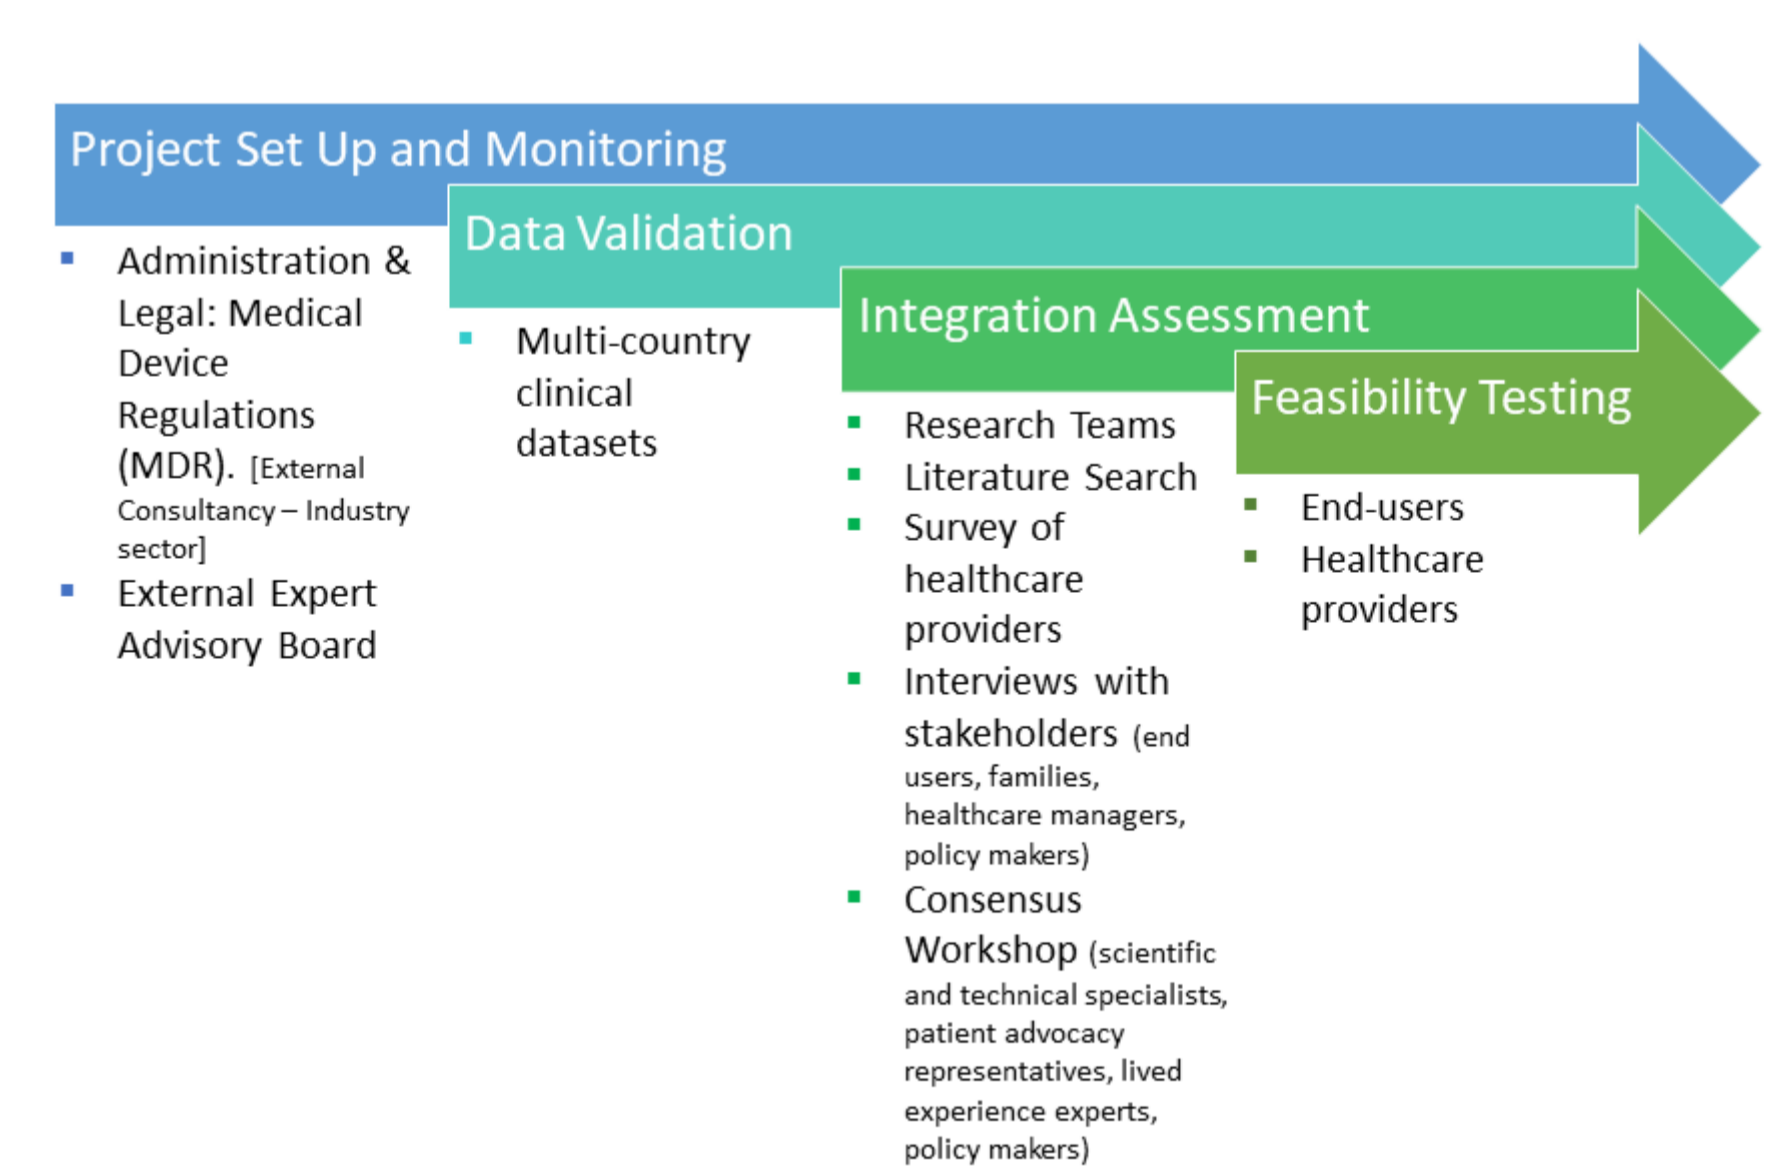 Project Set Up and Monitoring
Data Validation
Integration Assessment
Feasibility Testing
Administration &
Legal: Medical
Device
Regulations
(MDR). [External
Consultancy – Industry
sector]
External Expert
Advisory Board
Multi-country
clinical
datasets
Research Teams
Literature Search
Survey of
healthcare
providers
Interviews with
stakeholders (end
users, families,
healthcare managers,
policy makers)
Consensus
Workshop (scientific
and technical specialists,
patient advocacy
representatives, lived
experience experts,
policy makers)
End-users
Healthcare
providers